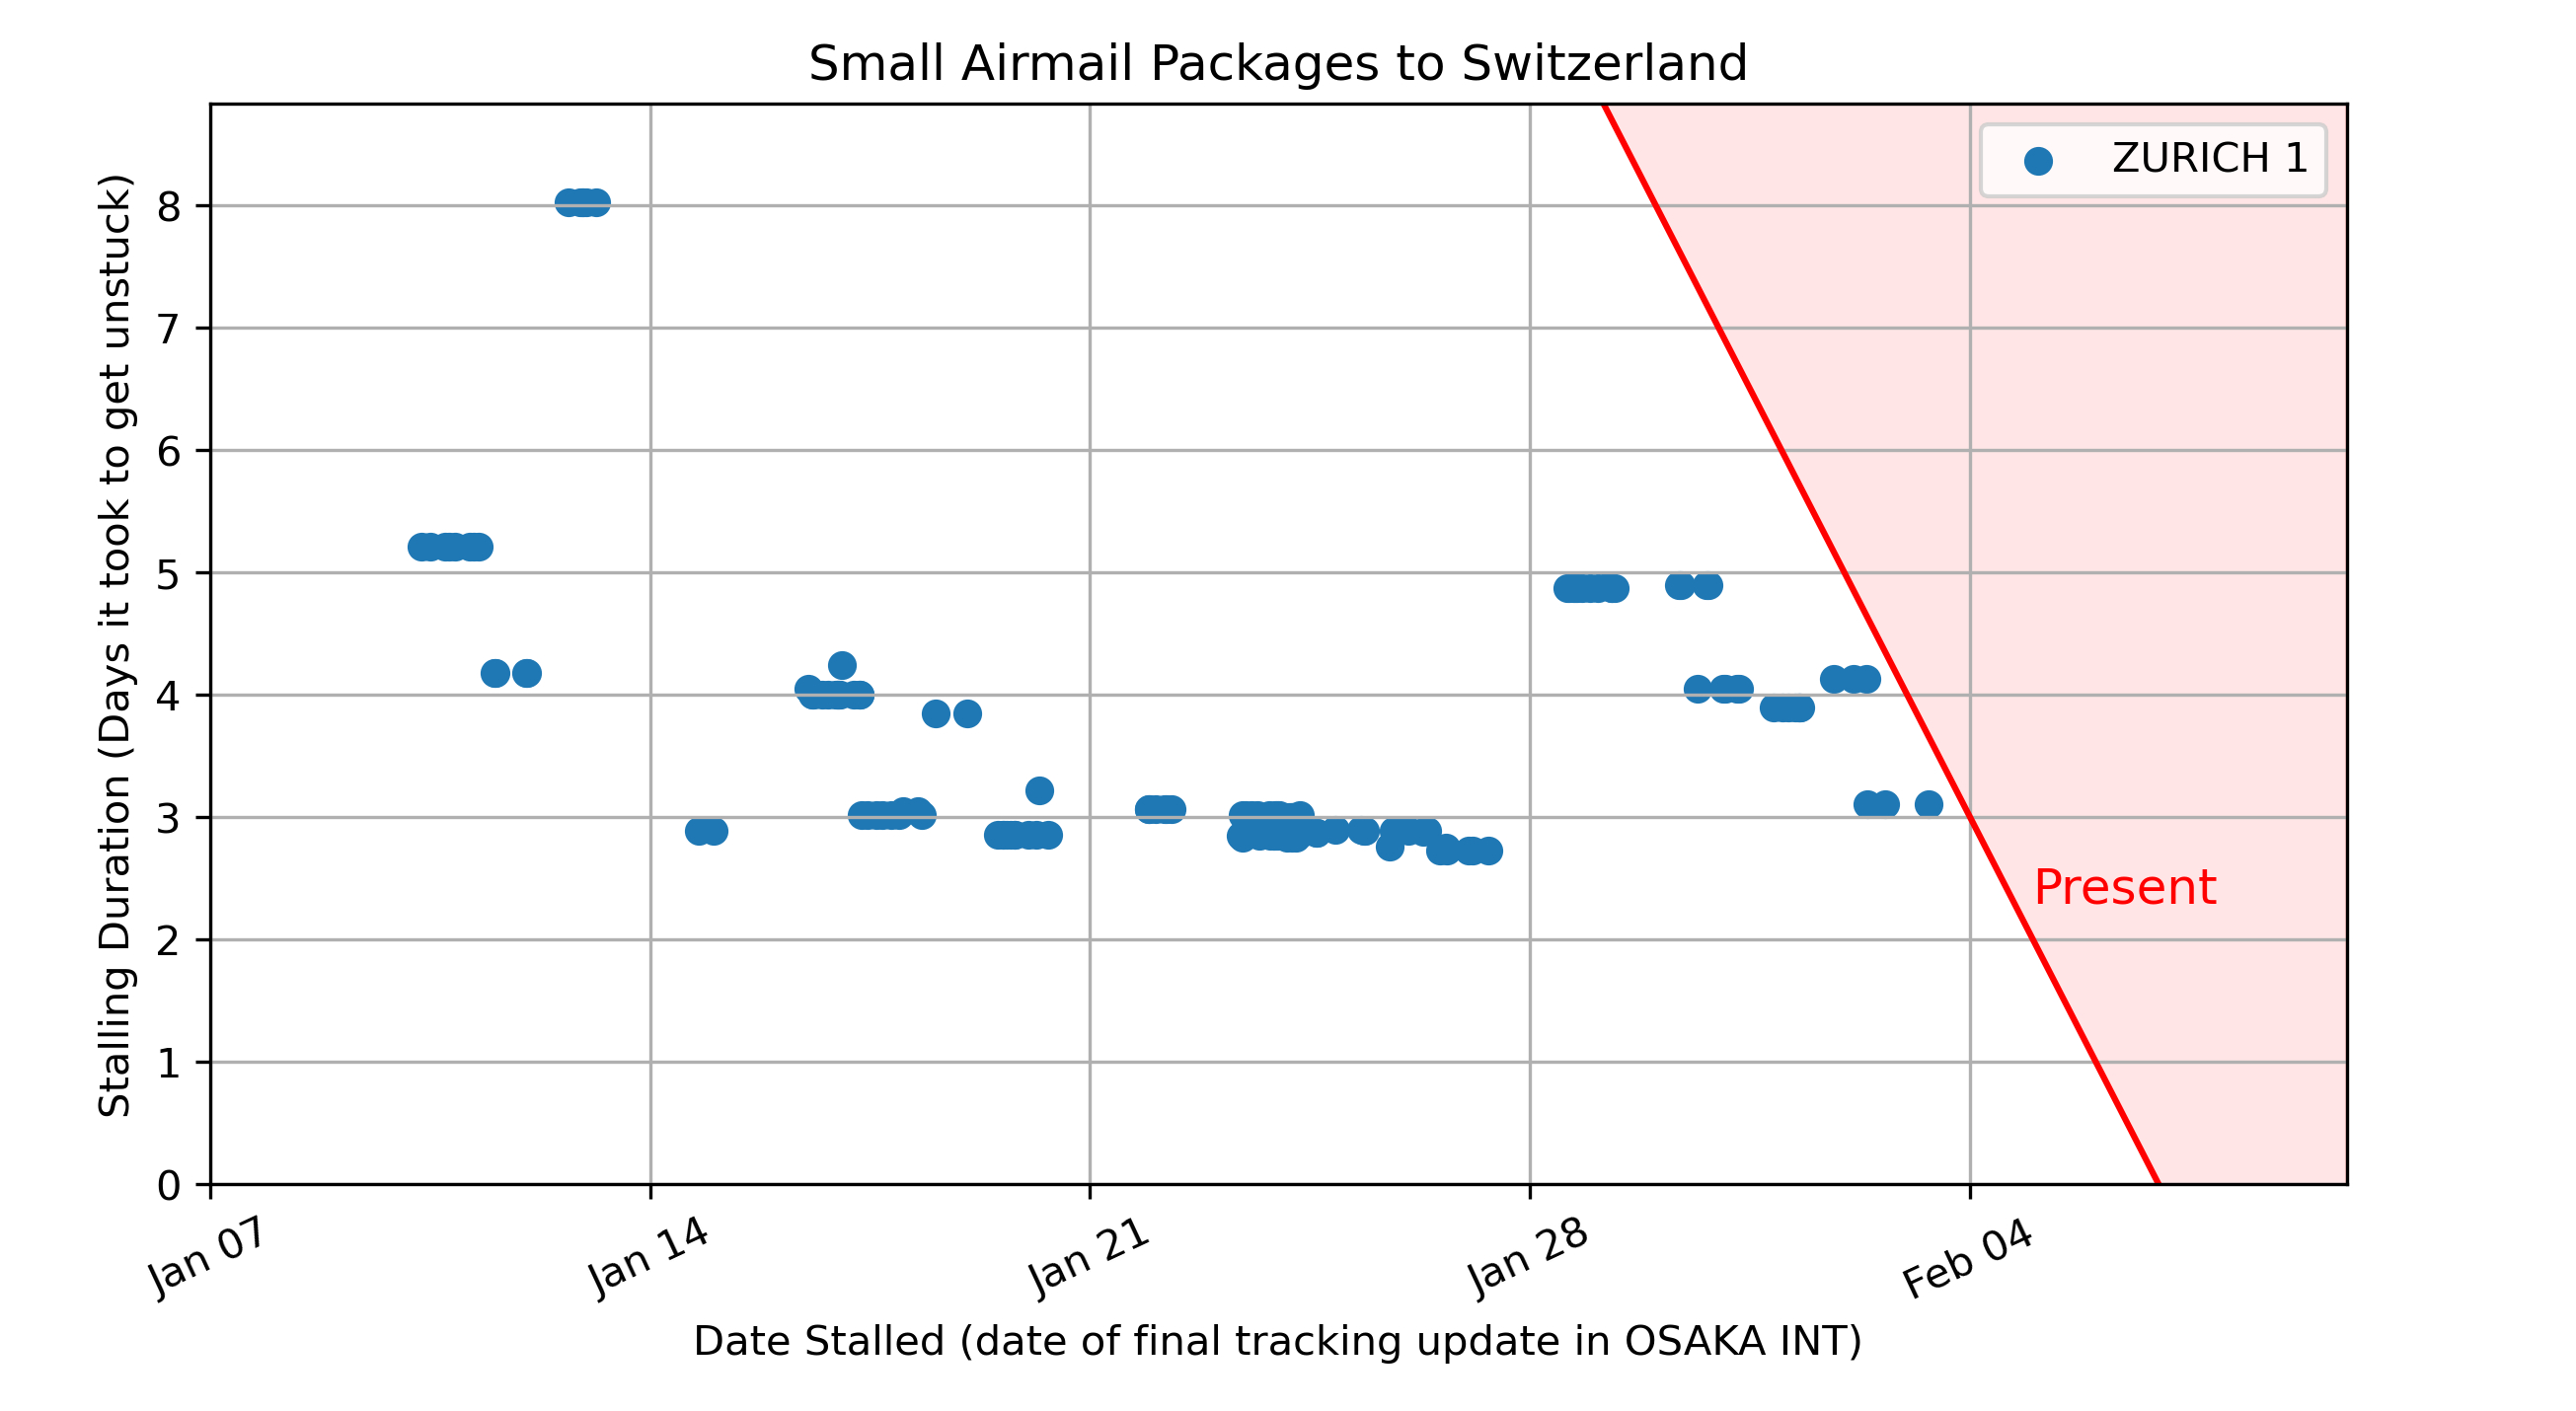 Small Airmail Packages to Switzerland
ZURICH 1
Stalling Duration (Days it took to get unstuck)
8
7
6
5
4
3
2
1
0
Present
Jan 07
Jan 14
Jan 21
Jan 28
Feb 04
Date Stalled (date of final tracking update in OSAKA INT)